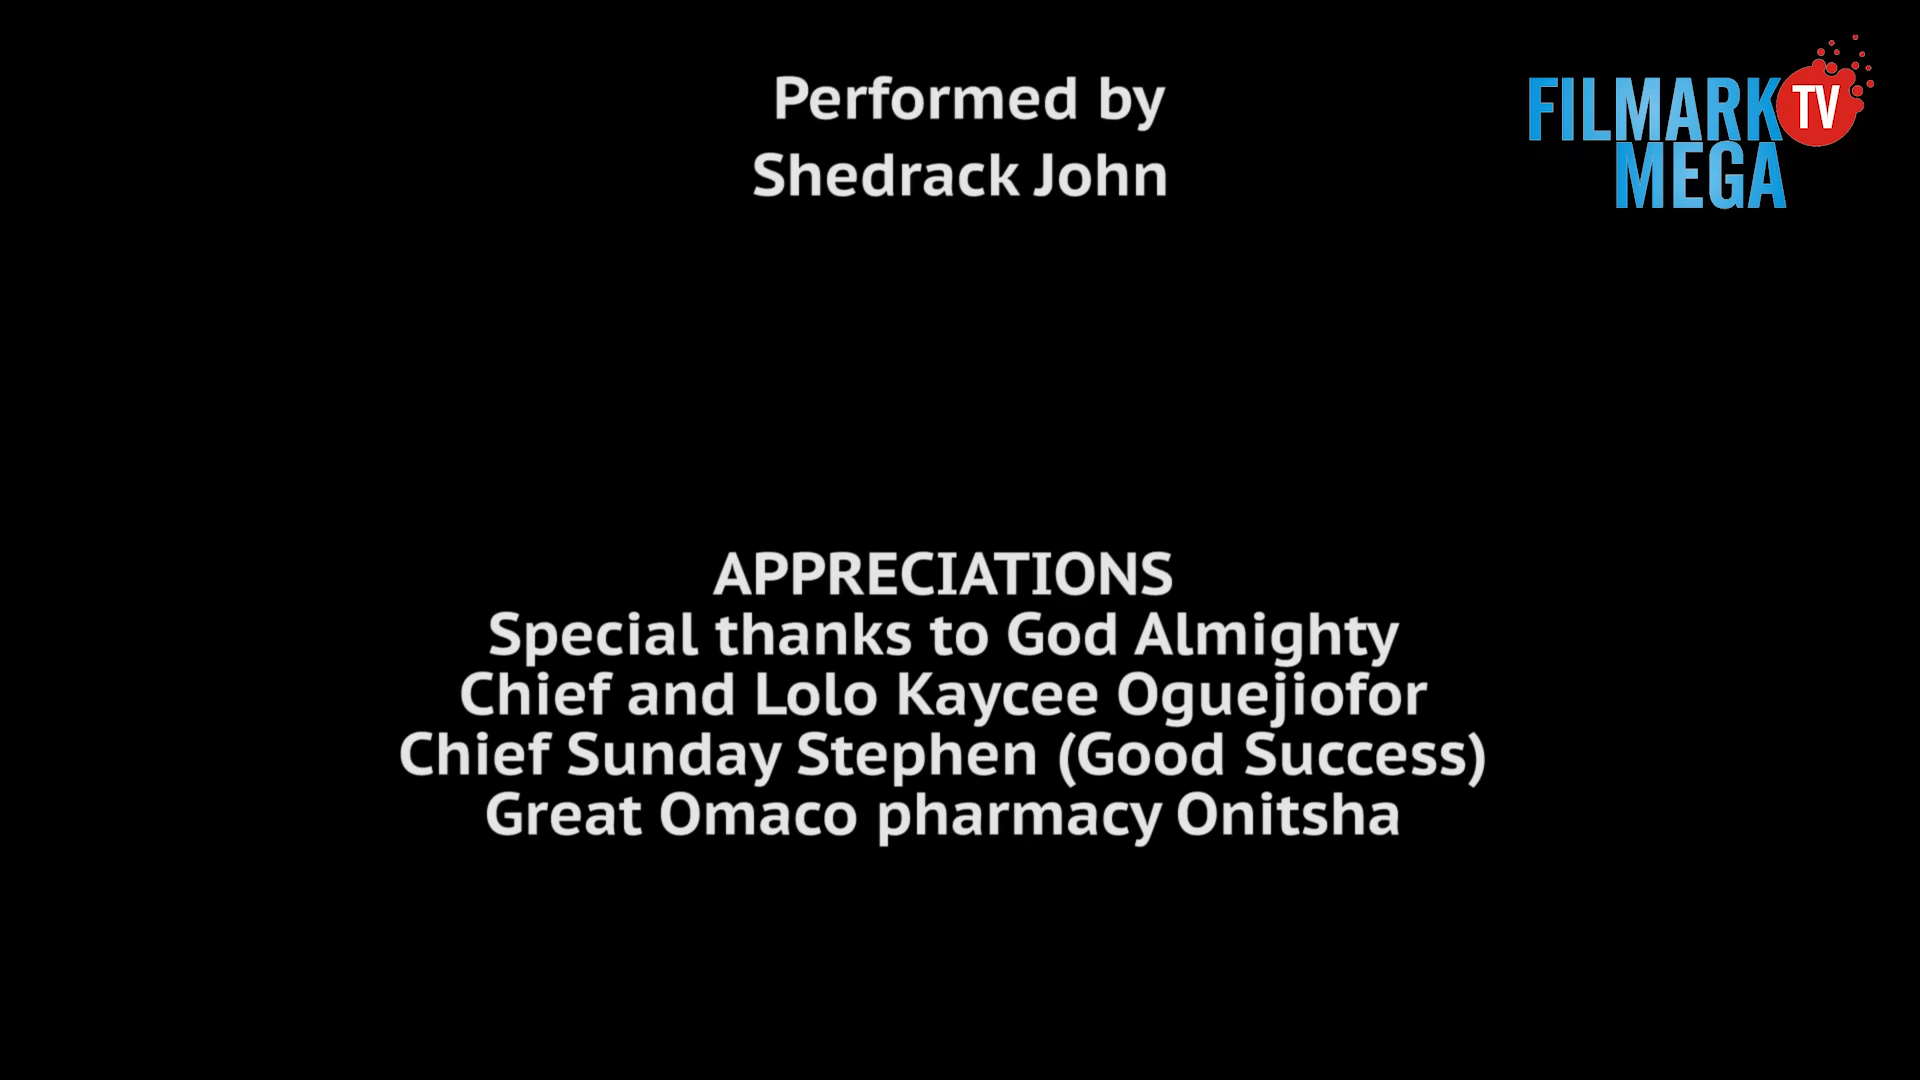 Performed by
Shedrack John
FILMARK TV
MEGA
APPRECIATIONS
Special thanks to God Almighty
Chief and Lolo Kaycee Oguejiofor
Chief Sunday Stephen (Good Success)
Great Omaco pharmacy Onitsha